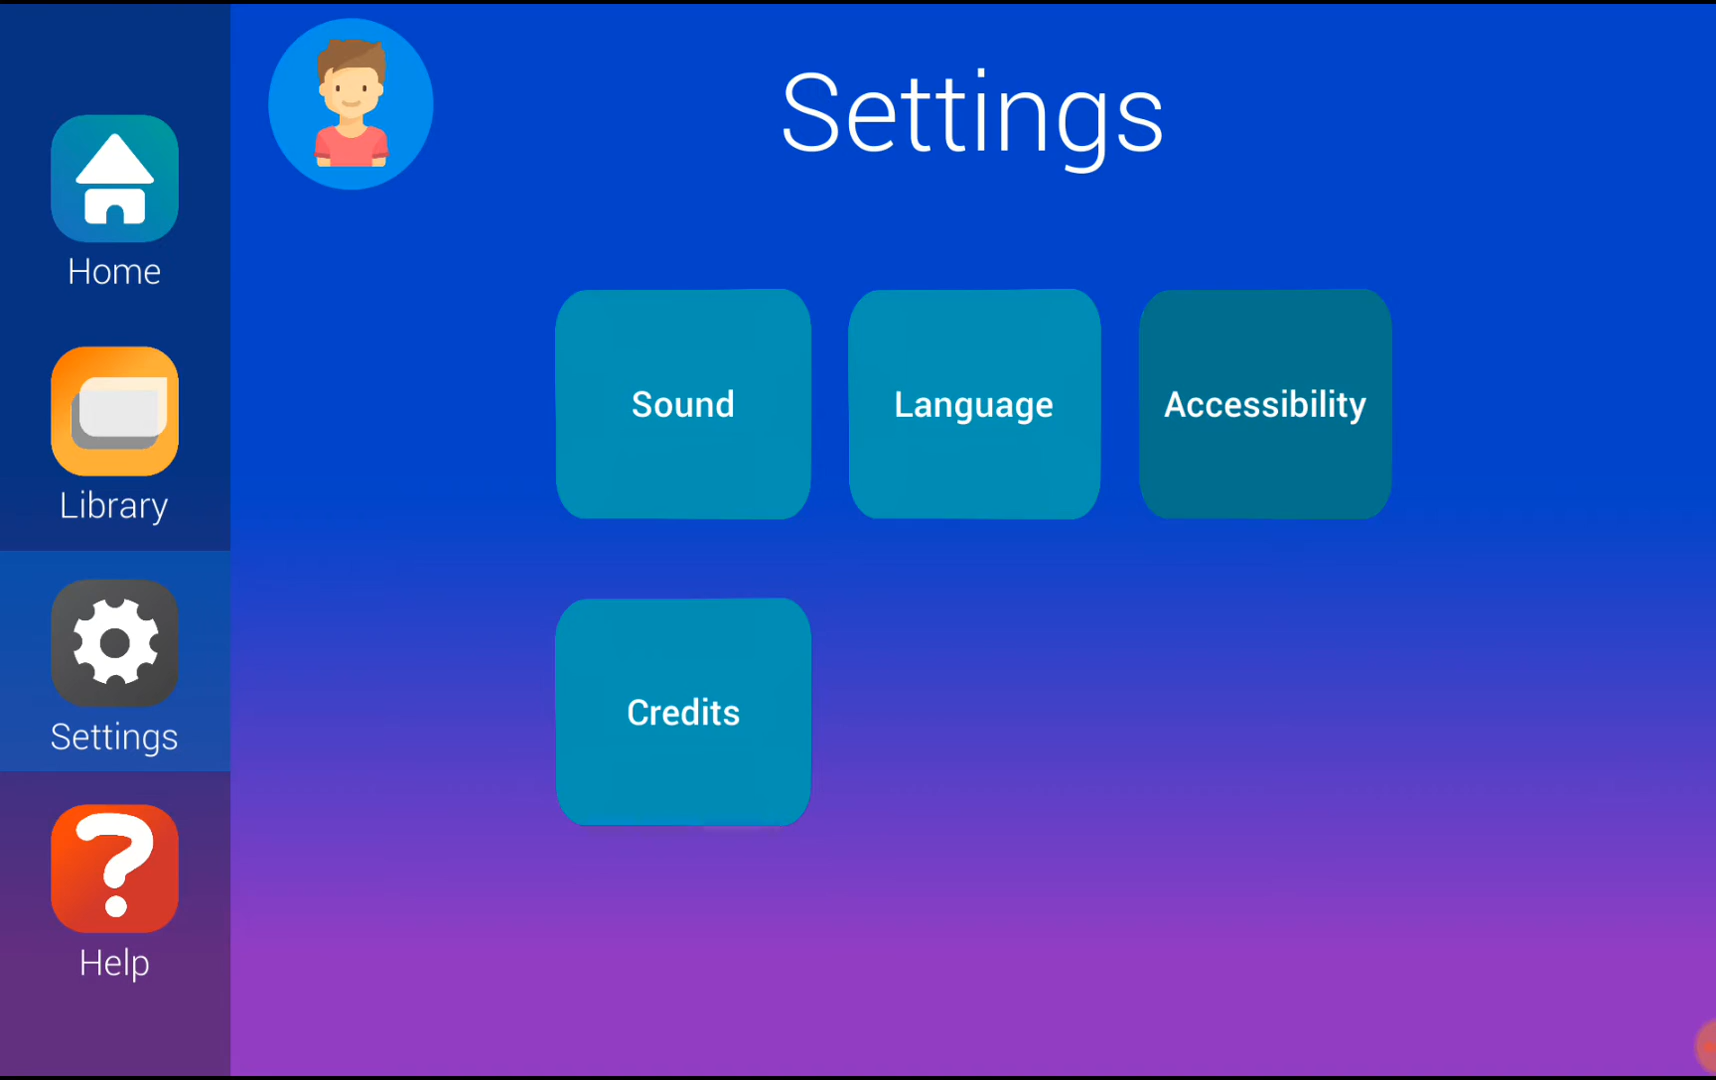 Settings
Home
Library
Settings
Help
Sound
Language
Accessibility
Credits